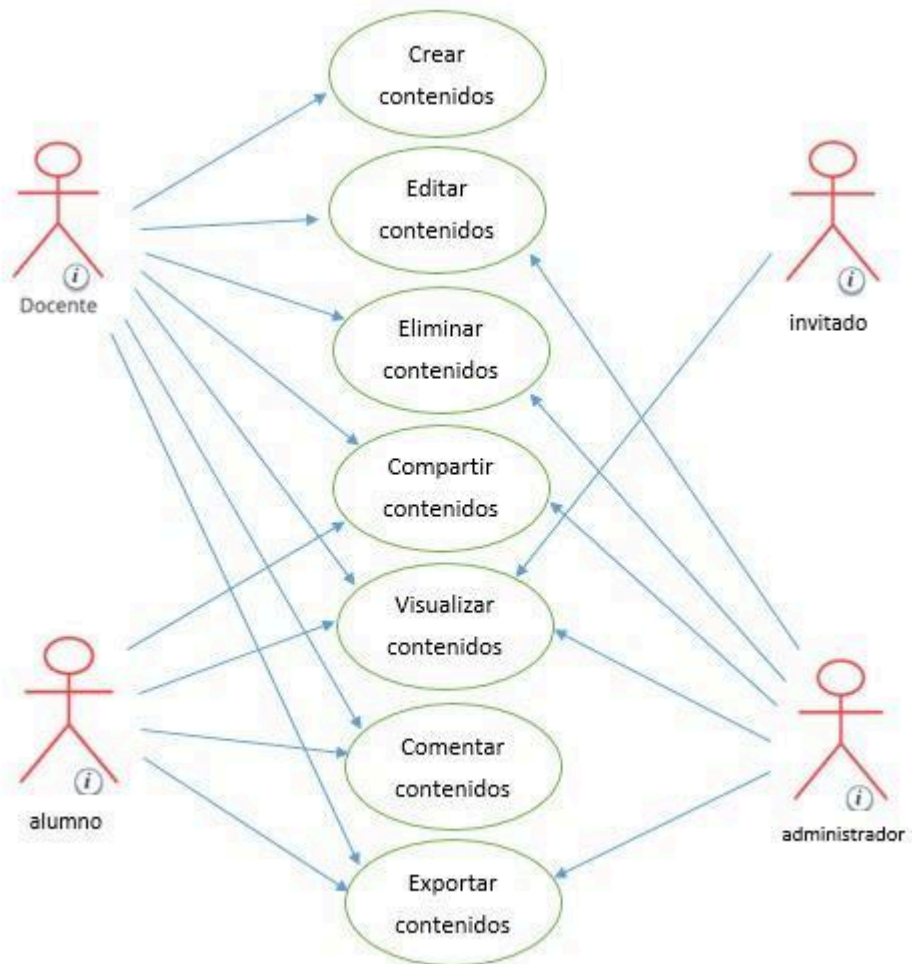 Crear
contenidos
Editar
contenidos
i
Docente
i
invitado
Eliminar
contenidos
Compartir
contenidos
Visualizar
contenidos
i
alumno
Comentar
contenidos
i
administrador
Exportar
contenidos